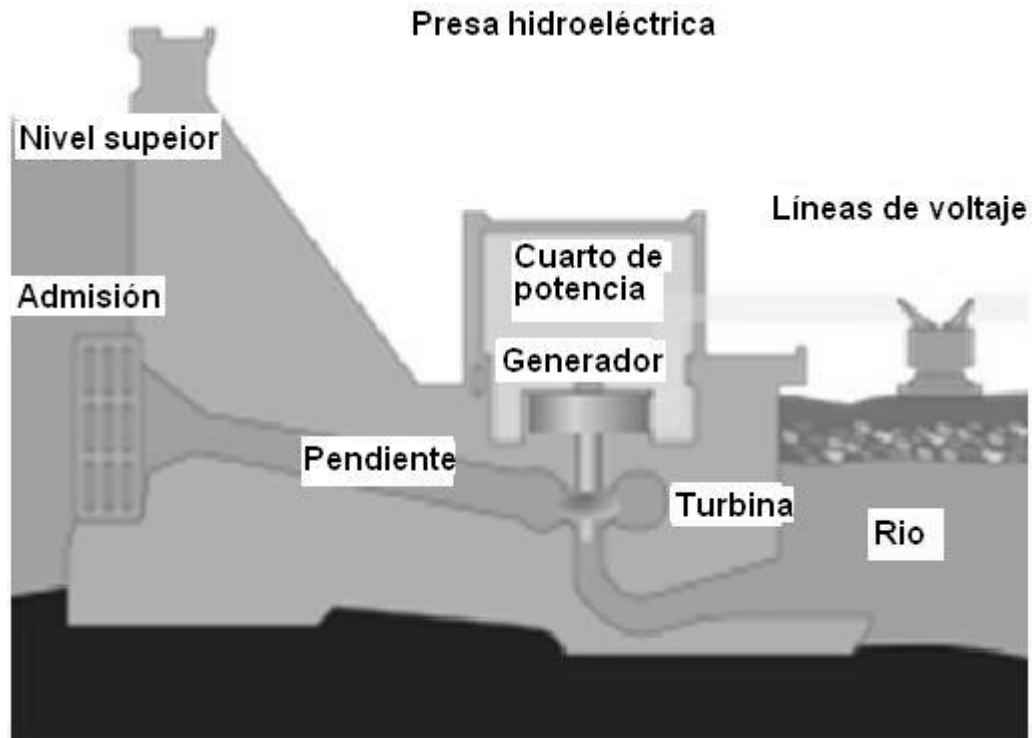 Presa hidroeléctrica
Nivel supeior
Líneas de voltaje
Cuarto de
potencia
Admisión
Generador
Pendiente
Turbina
Rio